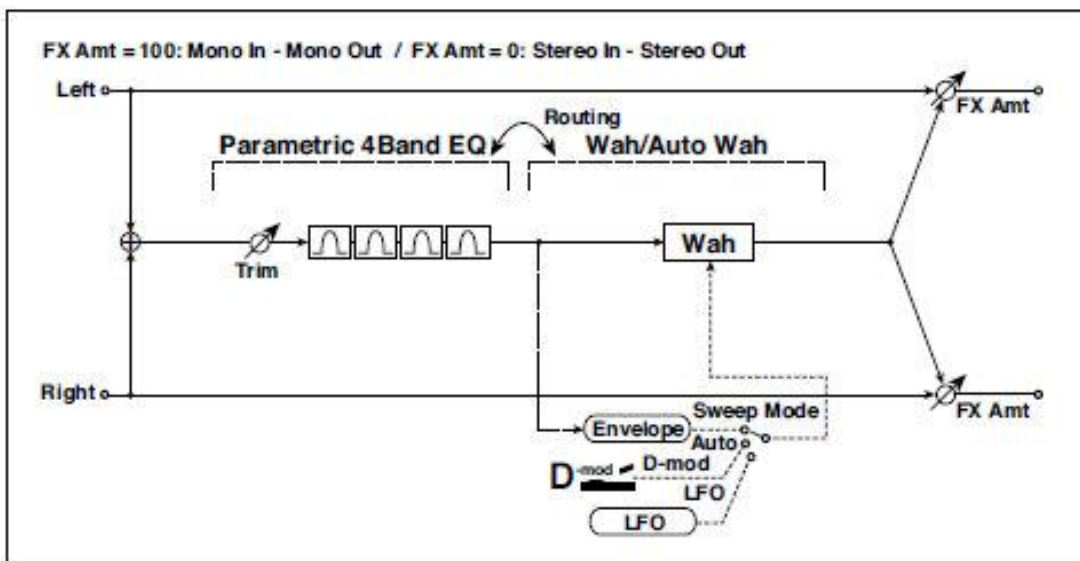 FX Amt = 100: Mono In - Mono Out / FX Amt = 0: Stereo In - Stereo Out
Left
FX Amt
Routing
Parametric 4Band EQ
Wah/Auto Wah
Wah
Trim
Right
FX Amt
Sweep Mode
Envelope
Auto
D-mod
D-mod
LFO
LFO